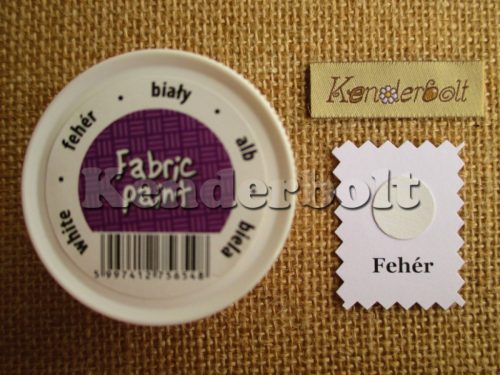 white • fehér • biały • alb • biela
Fabric
paint
5997412756548
Kenderbolt
Fehér
Kenderbolt